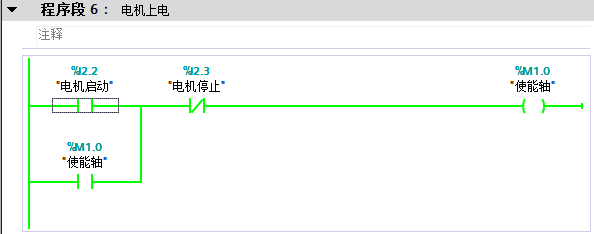 程序段 6： 电机上电
注释
%I2.2
"电机启动"
%I2.3
"电机停止"
%M1.0
"使能轴"
%M1.0
"使能轴"